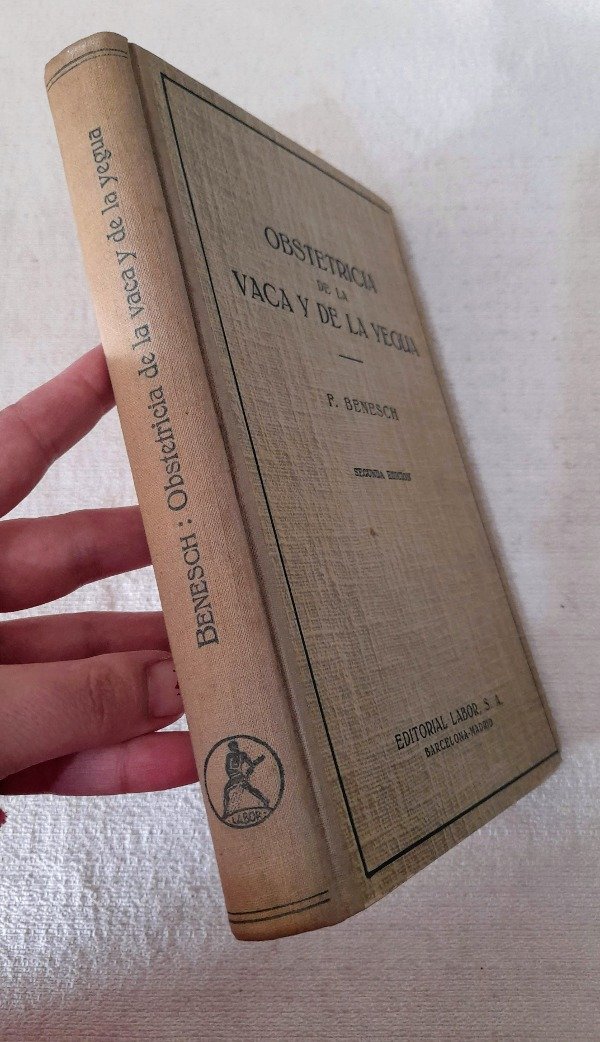 BENESCH: Obstetricia de la vaca y de la yegua
LABOR
OBSTETRICIA
DE LA
VACA Y DE LA YEGUA
F. BENESCH
SEGUNDA EDICION
EDITORIAL LABOR, S. A.
BARCELONA-MADRID